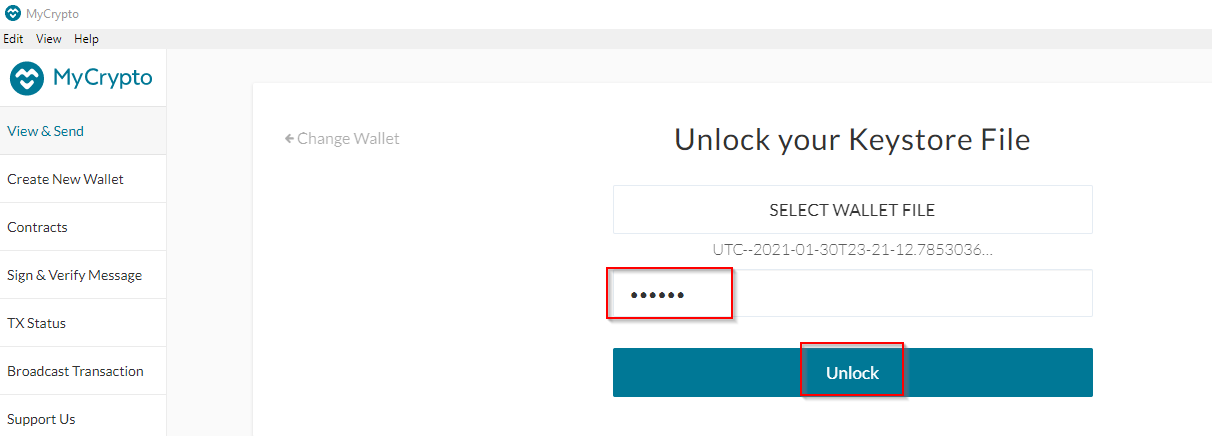 MyCrypto
Edit View Help
MyCrypto
View & Send
Create New Wallet
Contracts
Sign & Verify Message
TX Status
Broadcast Transaction
Support Us
Change Wallet
Unlock your Keystore File
SELECT WALLET FILE
UTC--2021-01-30T23-21-12.7853036...
••••••
Unlock